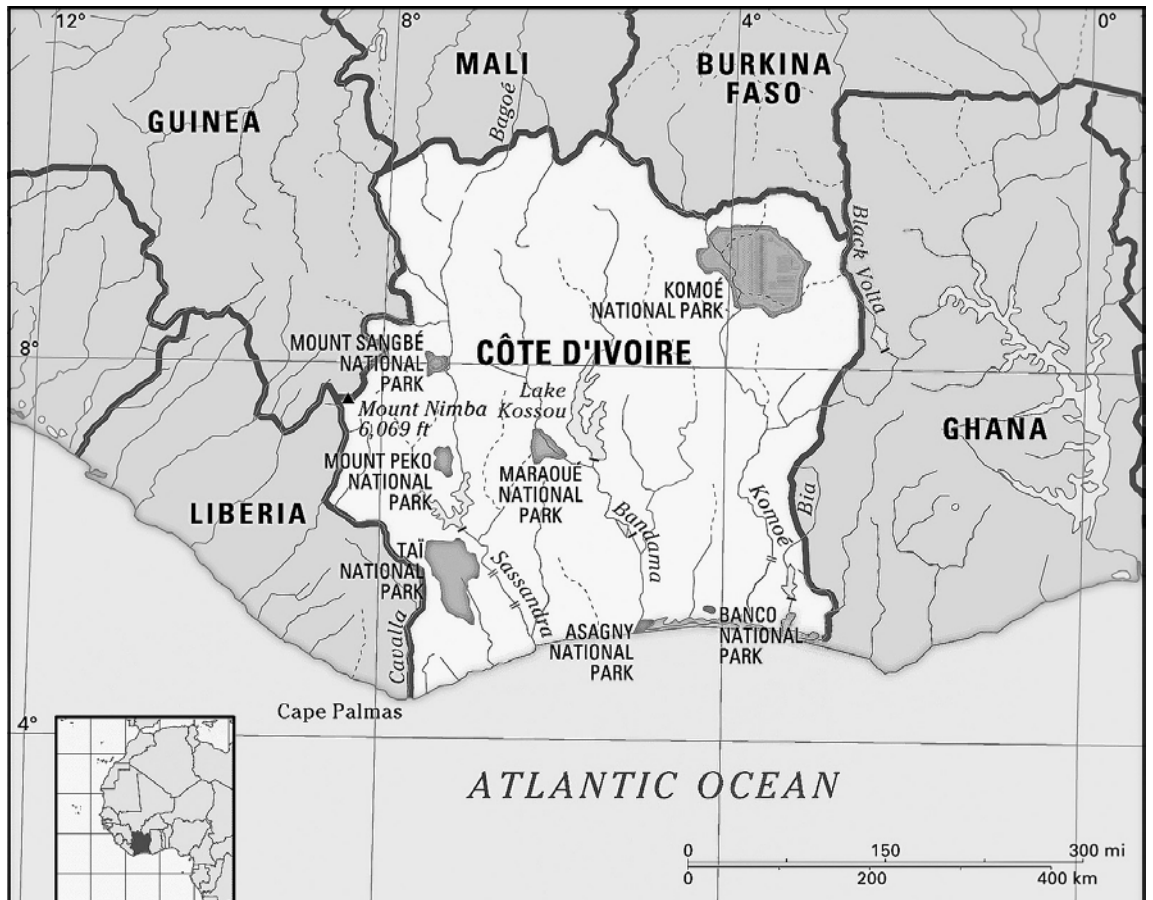 12°
8°
4°
0°
MALI
BURKINA
FASO
GUINEA
Bagoé
Black Volta
KOMOÉ
NATIONAL PARK
8°
MOUNT SANGBÉ
NATIONAL
PARK
CÔTE D'IVOIRE
Lake
Kossou
Mount Nimba
6,069 ft
GHANA
MOUNT PEKO
NATIONAL
PARK
MARAOUÉ
NATIONAL
PARK
Komoé
Bia
LIBERIA
Bandama
TAÏ
NATIONAL
PARK
Sassandra
Cavalla
ASAGNY
NATIONAL
PARK
BANCO
NATIONAL
PARK
4°
Cape Palmas
ATLANTIC OCEAN
0
150
300 mi
0
200
400 km